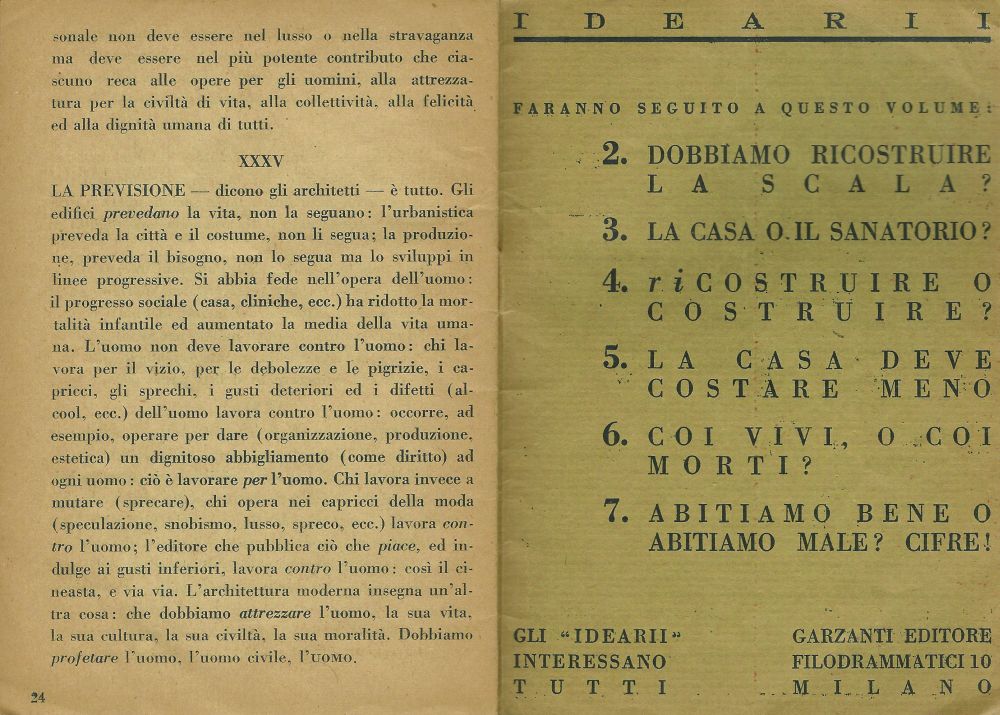 sonale non deve essere nel lusso o nella stravaganza
ma deve essere nel più potente contributo che cia-
scuno reca alle opere per gli uomini, alla attrezza-
tura per la civiltà di vita, alla collettività, alla felicità
ed alla dignità umana di tutti.
XXXV
LA PREVISIONE — dicono gli architetti — è tutto. Gli
edifici prevedano la vita, non la seguano: l'urbanistica
preveda la città e il costume, non li segua; la produzio-
ne, preveda il bisogno, non lo segua ma lo sviluppi in
linee progressive. Si abbia fede nell'opera dell'uomo:
il progresso sociale (casa, cliniche, ecc.) ha ridotto la mor-
talità infantile ed aumentato la media della vita uma-
na. L'uomo non deve lavorare contro l'uomo: chi la-
vora per il vizio, per le debolezze e le pigrizie, i ca-
pricci, gli sprechi, i gusti deteriori ed i difetti (al-
cool, ecc.) dell'uomo lavora contro l'uomo: occorre, ad
esempio, operare per dare (organizzazione, produzione,
estetica) un dignitoso abbigliamento (come diritto) ad
ogni uomo: ciò è lavorare per l'uomo. Chi lavora invece a
mutare (sprecare), chi opera nei capricci della moda
(speculazione, snobismo, lusso, spreco, ecc.) lavora con-
tro l'uomo; l'editore che pubblica ciò che piace, ed in-
dulge ai gusti inferiori, lavora contro l'uomo: così il ci-
neasta, e via via. L'architettura moderna insegna un'al-
tra cosa: che dobbiamo attrezzare l'uomo, la sua vita,
la sua cultura, la sua civiltà, la sua moralità. Dobbiamo
profetare l'uomo, l'uomo civile, l'UOMO.
24
IDEARII
FARANNO SEGUITO A QUESTO VOLUME:
2. DOBBIAMO RICOSTRUIRE
LA SCALA?
3. LA CASA O IL SANATORIO?
4. riCOSTRUIRE O
COSTRUIRE?
5. LA CASA DEVE
COSTARE MENO
6. COI VIVI, O COI
MORTI?
7. ABITIAMO BENE O
ABITIAMO MALE? CIFRE!
GLI "IDEARII"
INTERESSANO
TUTTI
GARZANTI EDITORE
FILODRAMMATICI 10
MILANO